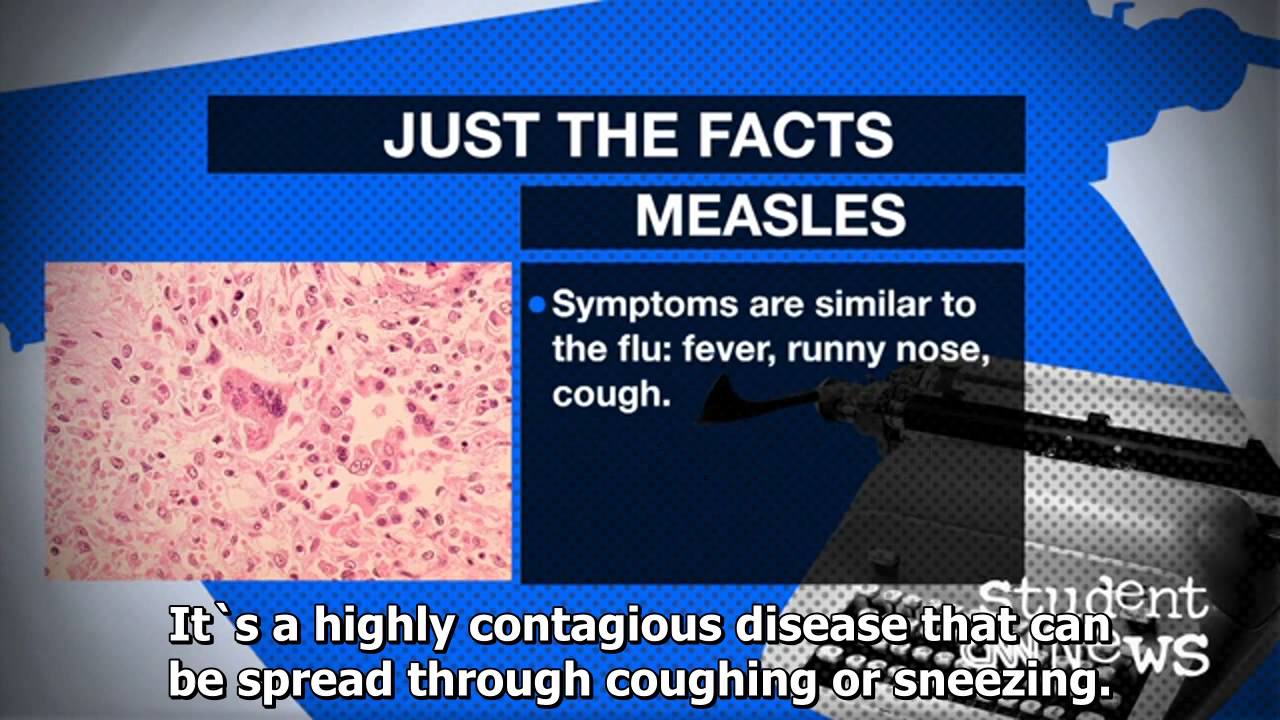 JUST THE FACTS
MEASLES
Symptoms are similar to
the flu: fever, runny nose,
cough.
It`s a highly contagious disease that can
be spread through coughing or sneezing.
student
CNN NEWS